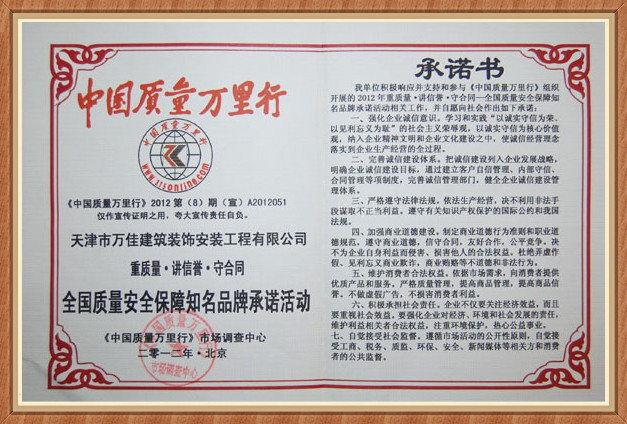 中国质量万里行
中国质量万里行
www.315online.com
《中国质量万里行》2012 第（8）期（宣）A2012051
仅作宣传证明之用，夸大宣传责任自负。
天津市万佳建筑装饰安装工程有限公司
重质量·讲信誉·守合同
全国质量安全保障知名品牌承诺活动
《中国质量万里行》市场调查中心
二〇一二年·北京
中国质量万里行
市场调查中心
承诺书
我单位积极响应并支持和参与《中国质量万里行》组织
开展的 2012 年重质量·讲信誉·守合同—全国质量安全保障知
名品牌承诺活动相关工作，并自愿向社会作出如下承诺：
一、强化企业诚信意识。学习和实践“以诚实守信为荣、
以见利忘义为耻”的社会主义荣辱观，以诚实守信为核心价值
观，纳入企业精神文明和企业文化建设之中，使诚信经营理念
落实到企业生产经营的全过程。
二、完善诚信建设体系。把诚信建设列入企业发展战略，
明确企业诚信建设目标，通过建立客户自信管理、内部守信、
合同管理等项制度，完善诚信管理部门，健全企业诚信建设管
理体系。
三、严格遵守法律法规。依法生产经营，决不利用非法手
段谋取不正当利益。遵守有关知识产权保护的国际公约和我国
法规。
四、加强商业道德建设。制定商业道德行为准则和职业道
德规范，遵守商业道德，信守合同，友好合作，公平竞争。决
不为企业自身利益而侵害、损害他人的合法权益。杜绝弄虚作
假、见利忘义商业欺诈，商业贿赂等不道德和非法行为。
五、维护消费者合法权益。依据市场需求，向消费者提供
优质产品和服务。严格质量管理，提高商品管理，提高商品信
誉。不做虚假广告，不损害消费者利益。
六、积极承担社会责任。企业不仅要关注经济效益，而且
要重视社会效益。要强化企业对经济、环境和社会发展的责任，
维护利益相关者合法权益，注重环境保护，热心公益事业。
七、自觉接受社会监督。遵循市场活动的公开性原则，自觉
接受工商、税务、质监、环保、安全、新闻媒体等相关方和消费
者的公共监督。